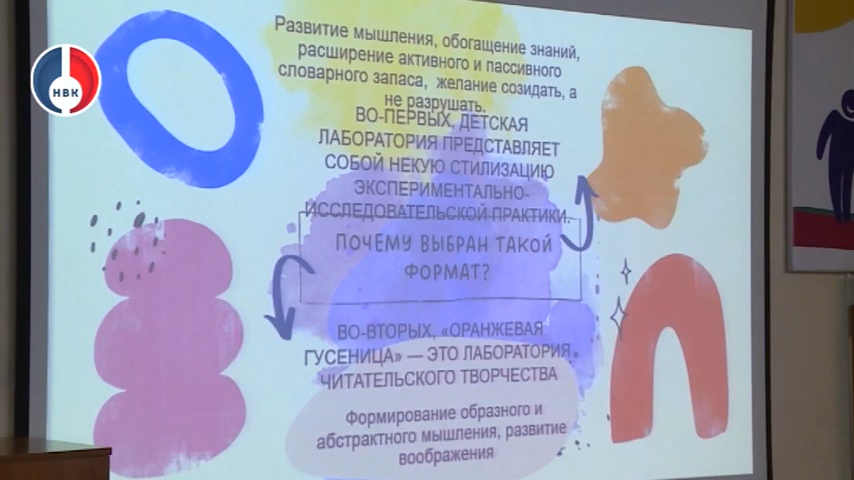 НВК
Развитие мышления, обогащение знаний,
расширение активного и пассивного
словарного запаса, желание созидать, а
не разрушать.
ВО-ПЕРВЫХ, ДЕТСКАЯ
ЛАБОРАТОРИЯ ПРЕДСТАВЛЯЕТ
СОБОЙ НЕКУЮ СТИЛИЗАЦИЮ
ЭКСПЕРИМЕНТАЛЬНО-
ИССЛЕДОВАТЕЛЬСКОЙ ПРАКТИКИ.
ПОЧЕМУ ВЫБРАН ТАКОЙ
ФОРМАТ?
ВО-ВТОРЫХ, «ОРАНЖЕВАЯ
ГУСЕНИЦА» — ЭТО ЛАБОРАТОРИЯ
ЧИТАТЕЛЬСКОГО ТВОРЧЕСТВА
Формирование образного и
абстрактного мышления, развитие
воображения